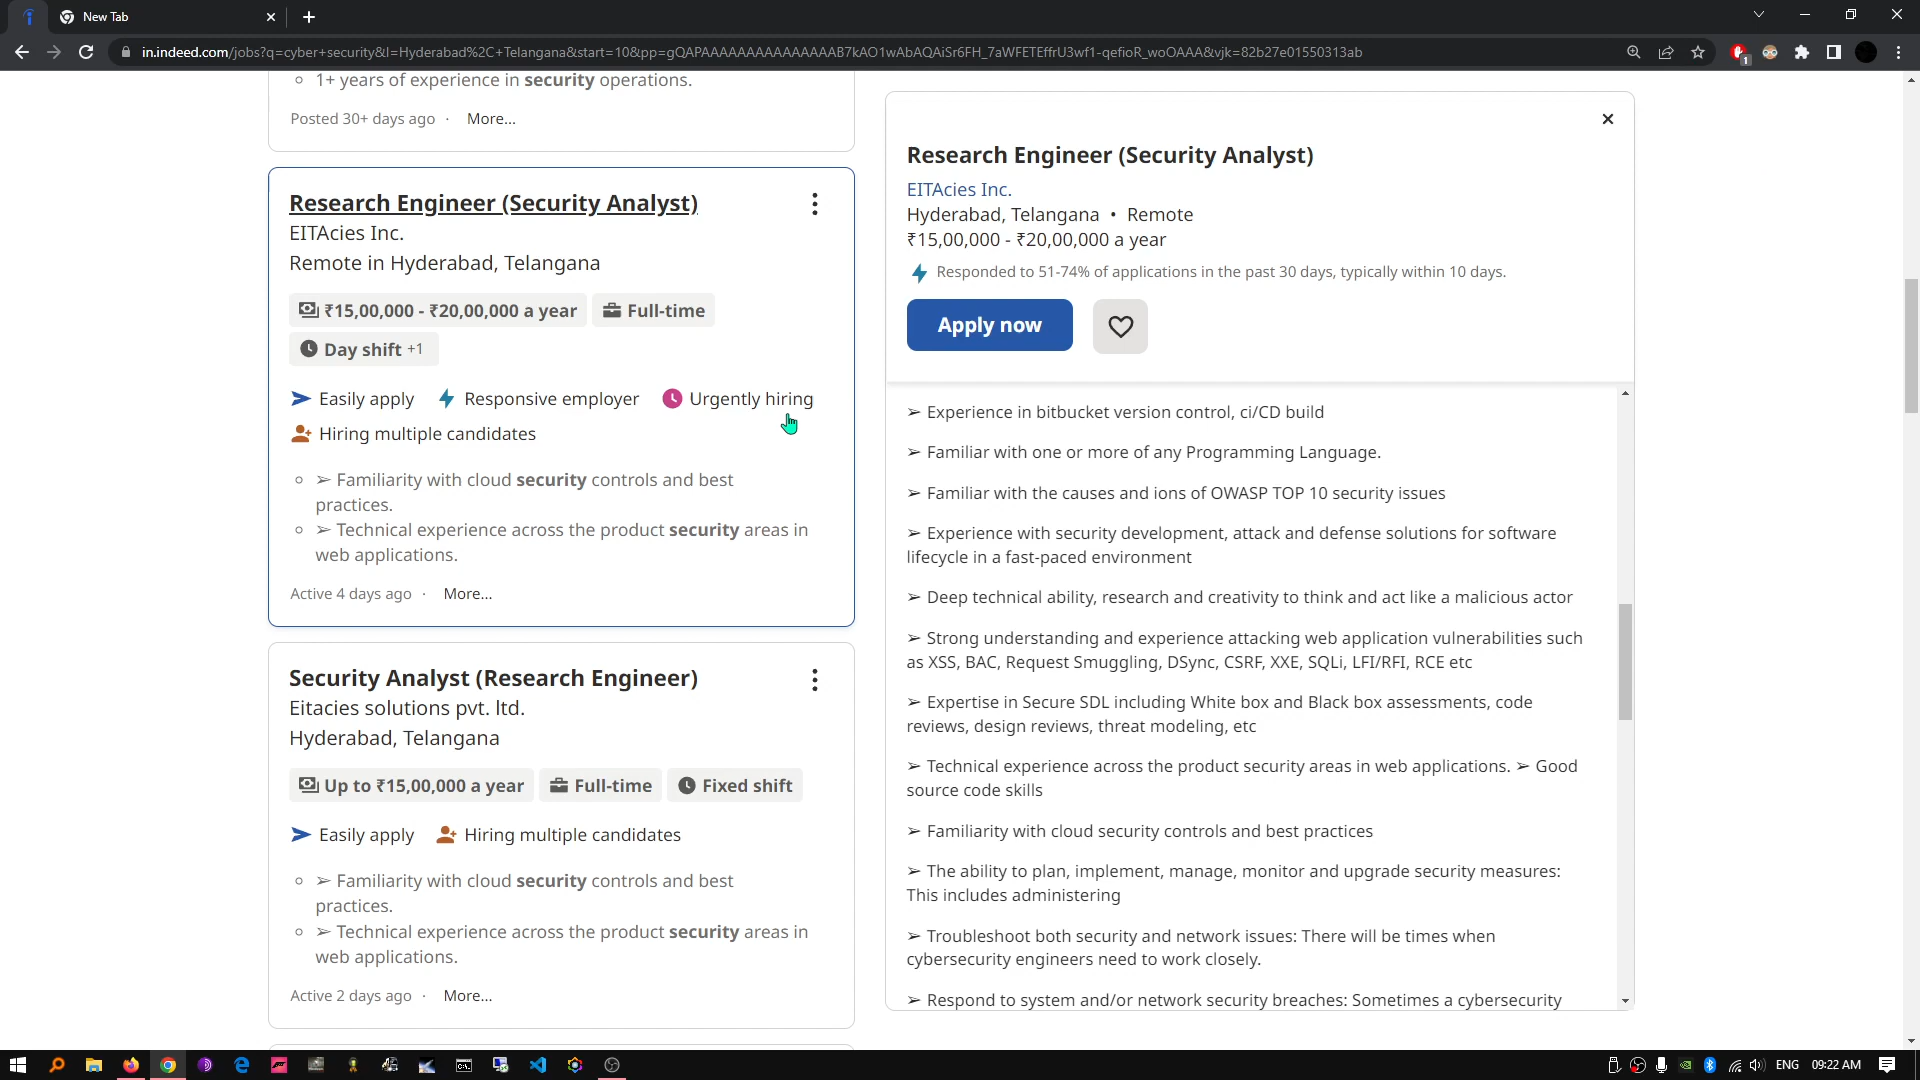 New Tab
in.indeed.com/jobs?q=cyber+security&l=Hyderabad%2C+Telangana&start=10&pp=gQAPAAAAAAAAAAAAAAAB7kAO1wAbAQAiSr6FH_7aWFETEffrU3wf1-qefioR_woOAAA&vjk=82b27e01550313ab
1
1+ years of experience in security operations.
Posted 30+ days ago · More...
Research Engineer (Security Analyst)
EITAcies Inc.
Remote in Hyderabad, Telangana
₹15,00,000 - ₹20,00,000 a year
Full-time
Day shift +1
Easily apply
Responsive employer
Urgently hiring
Hiring multiple candidates
➢ Familiarity with cloud security controls and best
practices.
➢ Technical experience across the product security areas in
web applications.
Active 4 days ago · More...
Security Analyst (Research Engineer)
Eitacies solutions pvt. ltd.
Hyderabad, Telangana
Up to ₹15,00,000 a year
Full-time
Fixed shift
Easily apply
Hiring multiple candidates
➢ Familiarity with cloud security controls and best
practices.
➢ Technical experience across the product security areas in
web applications.
Active 2 days ago · More...
Research Engineer (Security Analyst)
EITAcies Inc.
Hyderabad, Telangana • Remote
₹15,00,000 - ₹20,00,000 a year
Responded to 51-74% of applications in the past 30 days, typically within 10 days.
Apply now
➢ Experience in bitbucket version control, ci/CD build
➢ Familiar with one or more of any Programming Language.
➢ Familiar with the causes and ions of OWASP TOP 10 security issues
➢ Experience with security development, attack and defense solutions for software
lifecycle in a fast-paced environment
➢ Deep technical ability, research and creativity to think and act like a malicious actor
➢ Strong understanding and experience attacking web application vulnerabilities such
as XSS, BAC, Request Smuggling, DSync, CSRF, XXE, SQLi, LFI/RFI, RCE etc
➢ Expertise in Secure SDL including White box and Black box assessments, code
reviews, design reviews, threat modeling, etc
➢ Technical experience across the product security areas in web applications. ➢ Good
source code skills
➢ Familiarity with cloud security controls and best practices
➢ The ability to plan, implement, manage, monitor and upgrade security measures:
This includes administering
➢ Troubleshoot both security and network issues: There will be times when
cybersecurity engineers need to work closely.
➢ Respond to system and/or network security breaches: Sometimes a cybersecurity
ENG
09:22 AM